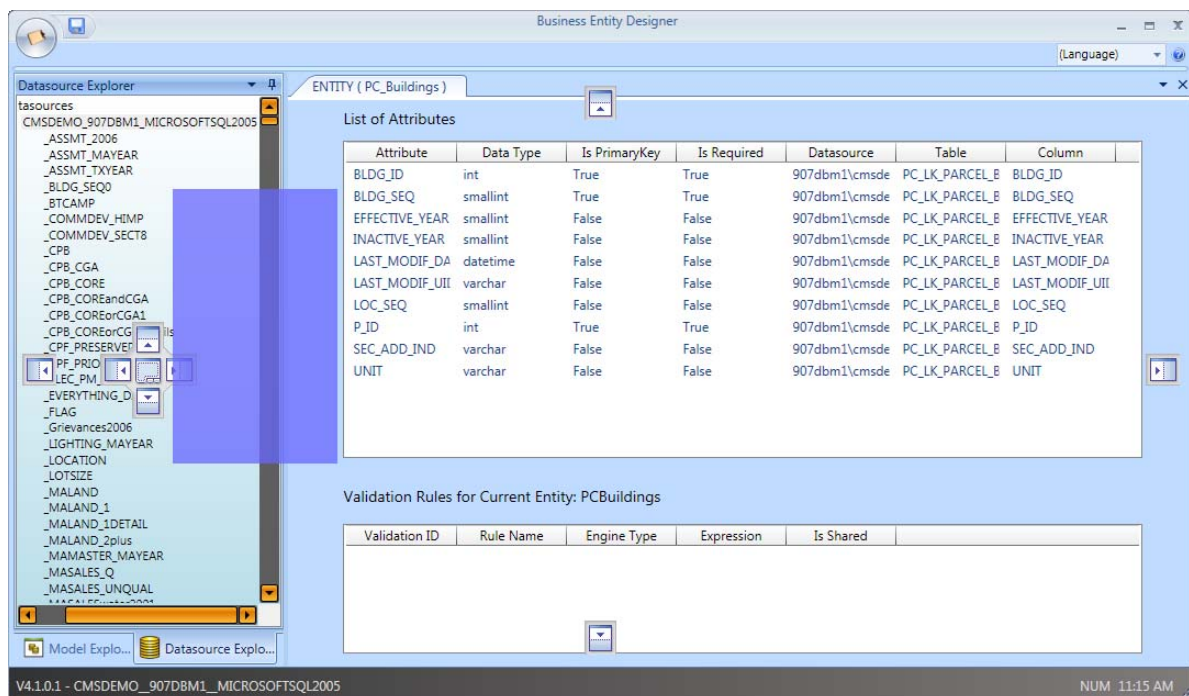 Business Entity Designer
(Language)
Datasource Explorer
tasources
CMSDEMO_907DBM1_MICROSOFTSQL2005
_ASSMT_2006
_ASSMT_MAYEAR
_ASSMT_TXYEAR
_BLDG_SEQ0
_BTCAMP
_COMMDEV_HIMP
_COMMDEV_SECT8
_CPB
_CPB_CGA
_CPB_CORE
_CPB_COREandCGA
_CPB_COREorCGA1
_CPB_COREorCG ils
_CPF_PRESERVE
PF_PRIO
LEC_PM_
_EVERYTHING_D
_FLAG
_Grievances2006
_LIGHTING_MAYEAR
_LOCATION
_LOTSIZE
_MALAND
_MALAND_1
_MALAND_1DETAIL
_MALAND_2plus
_MAMASTER_MAYEAR
_MASALES_Q
_MASALES_UNQUAL
Model Explo...
Datasource Explo...
ENTITY ( PC_Buildings )
List of Attributes
Attribute Data Type Is PrimaryKey Is Required Datasource Table Column
BLDG_ID int True True 907dbm1\cmsde PC_LK_PARCEL_B BLDG_ID
BLDG_SEQ smallint True True 907dbm1\cmsde PC_LK_PARCEL_B BLDG_SEQ
EFFECTIVE_YEAR smallint False False 907dbm1\cmsde PC_LK_PARCEL_B EFFECTIVE_YEAR
INACTIVE_YEAR smallint False False 907dbm1\cmsde PC_LK_PARCEL_B INACTIVE_YEAR
LAST_MODIF_DA datetime False False 907dbm1\cmsde PC_LK_PARCEL_B LAST_MODIF_DA
LAST_MODIF_UII varchar False False 907dbm1\cmsde PC_LK_PARCEL_B LAST_MODIF_UII
LOC_SEQ smallint False False 907dbm1\cmsde PC_LK_PARCEL_B LOC_SEQ
P_ID int True True 907dbm1\cmsde PC_LK_PARCEL_B P_ID
SEC_ADD_IND varchar False False 907dbm1\cmsde PC_LK_PARCEL_B SEC_ADD_IND
UNIT varchar False False 907dbm1\cmsde PC_LK_PARCEL_B UNIT
Validation Rules for Current Entity: PCBuildings
Validation ID Rule Name Engine Type Expression Is Shared
V4.1.0.1 - CMSDEMO__907DBM1__MICROSOFTSQL2005
NUM 11:15 AM